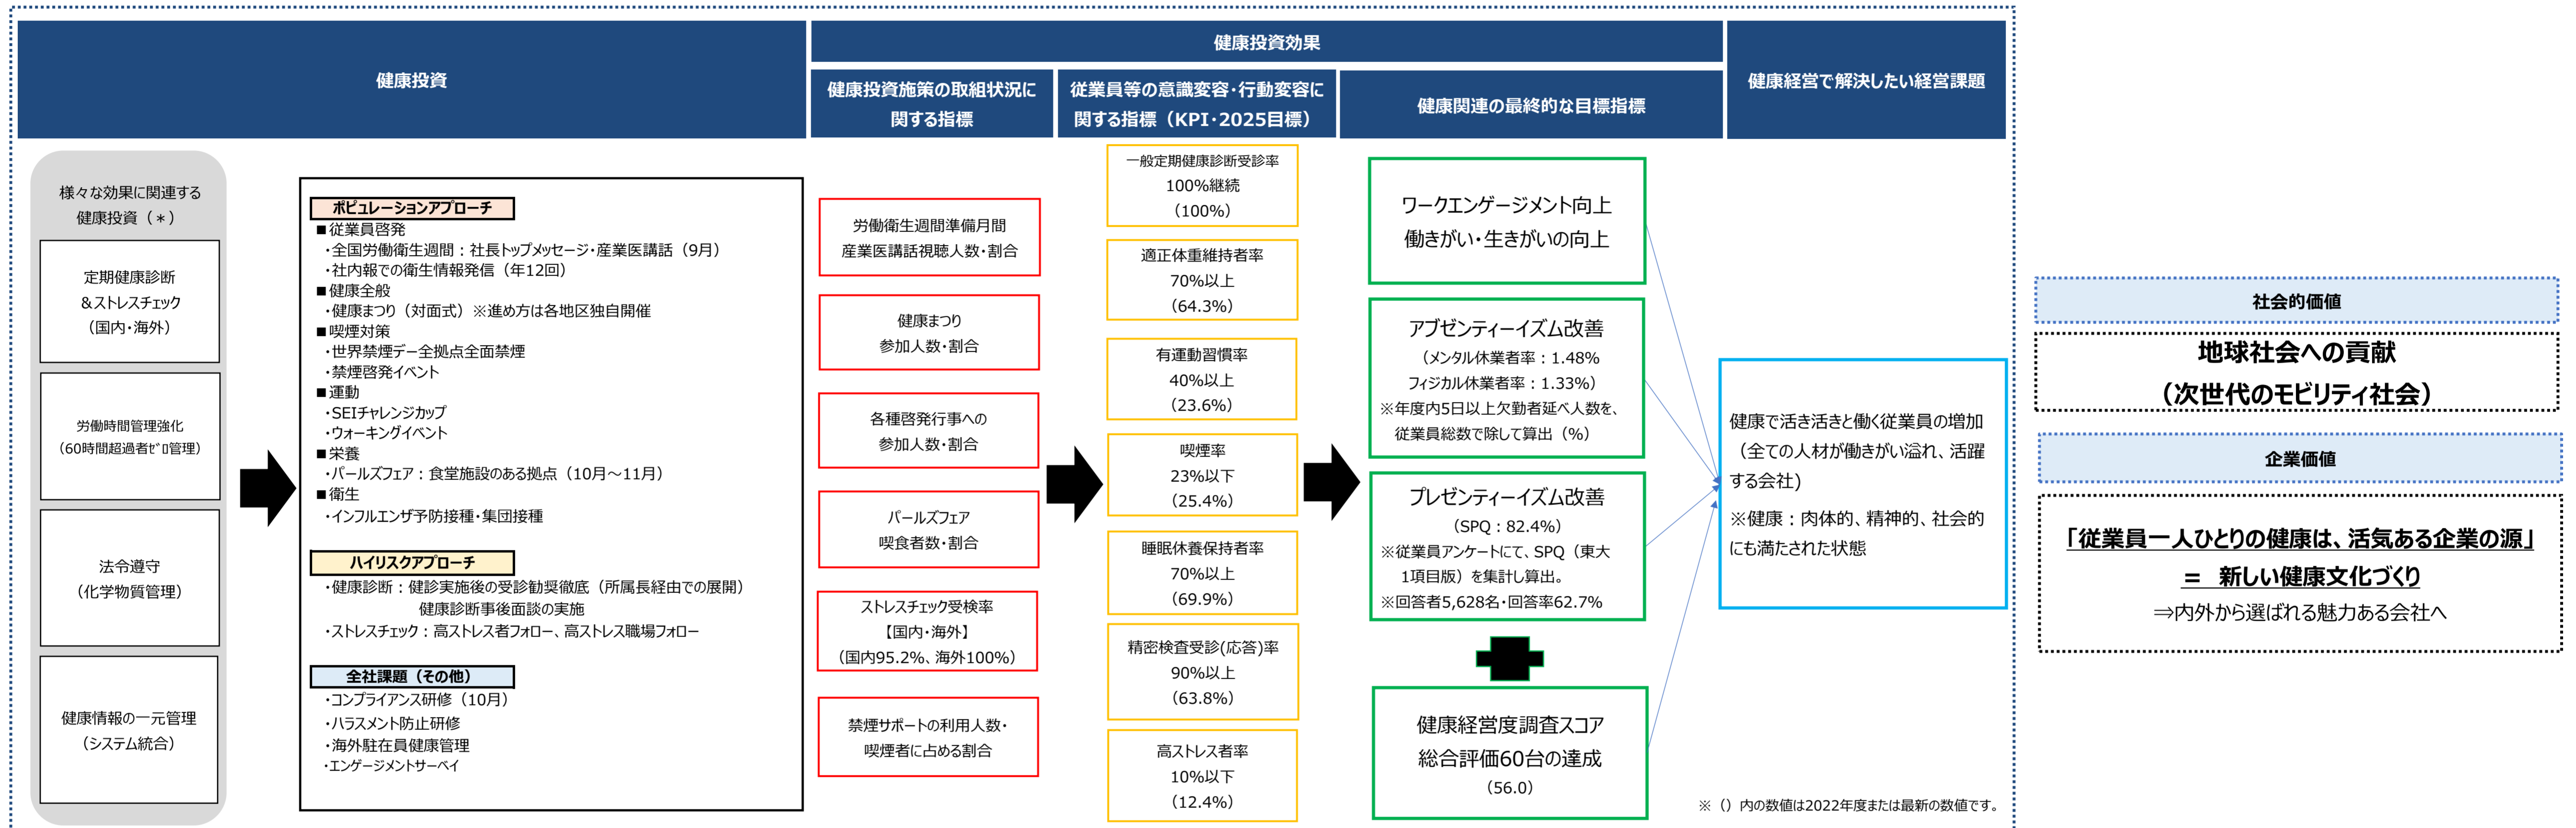 健康投資
健康投資効果
健康投資施策の取組状況に
関する指標
従業員等の意識変容・行動変容に
関する指標（KPI・2025目標）
健康関連の最終的な目標指標
健康経営で解決したい経営課題
様々な効果に関連する
健康投資（＊）
定期健康診断
&ストレスチェック
（国内・海外）
労働時間管理強化
（60時間超過者ｾﾞﾛ管理）
法令遵守
（化学物質管理）
健康情報の一元管理
（システム統合）
ポピュレーションアプローチ
■従業員啓発
・全国労働衛生週間：社長トップメッセージ・産業医講話（9月）
・社内報での衛生情報発信（年12回）
■健康全般
・健康まつり（対面式）※進め方は各地区独自開催
■喫煙対策
・世界禁煙デー全拠点全面禁煙
・禁煙啓発イベント
■運動
・SEIチャレンジカップ
・ウォーキングイベント
■栄養
・パールズフェア：食堂施設のある拠点（10月～11月）
■衛生
・インフルエンザ予防接種・集団接種
ハイリスクアプローチ
・健康診断：健診実施後の受診勧奨徹底（所属長経由での展開）
健康診断事後面談の実施
・ストレスチェック：高ストレス者フォロー、高ストレス職場フォロー
全社課題（その他）
・コンプライアンス研修（10月）
・ハラスメント防止研修
・海外駐在員健康管理
・エンゲージメントサーベイ
労働衛生週間準備月間
産業医講話視聴人数・割合
健康まつり
参加人数・割合
各種啓発行事への
参加人数・割合
パールズフェア
喫食者数・割合
ストレスチェック受検率
【国内・海外】
（国内95.2%、海外100%）
禁煙サポートの利用人数・
喫煙者に占める割合
一般定期健康診断受診率
100%継続
（100%）
適正体重維持者率
70%以上
（64.3%）
有運動習慣率
40%以上
（23.6%）
喫煙率
23%以下
（25.4%）
睡眠休養保持者率
70%以上
（69.9%）
精密検査受診(応答)率
90%以上
（63.8%）
高ストレス者率
10%以下
（12.4%）
ワークエンゲージメント向上
働きがい・生きがいの向上
アブゼンティーイズム改善
（メンタル休業者率：1.48%
フィジカル休業者率：1.33%）
※年度内5日以上欠勤者延べ人数を、
従業員総数で除して算出（%）
プレゼンティーイズム改善
（SPQ：82.4%）
※従業員アンケートにて、SPQ（東大
1項目版）を集計し算出。
※回答者5,628名・回答率62.7%
健康経営度調査スコア
総合評価60台の達成
（56.0）
健康で活き活きと働く従業員の増加
（全ての人材が働きがい溢れ、活躍
する会社)
※健康：肉体的、精神的、社会的
にも満たされた状態
※（）内の数値は2022年度または最新の数値です。
社会的価値
地球社会への貢献
（次世代のモビリティ社会）
企業価値
「従業員一人ひとりの健康は、活気ある企業の源」
＝ 新しい健康文化づくり
⇒内外から選ばれる魅力ある会社へ